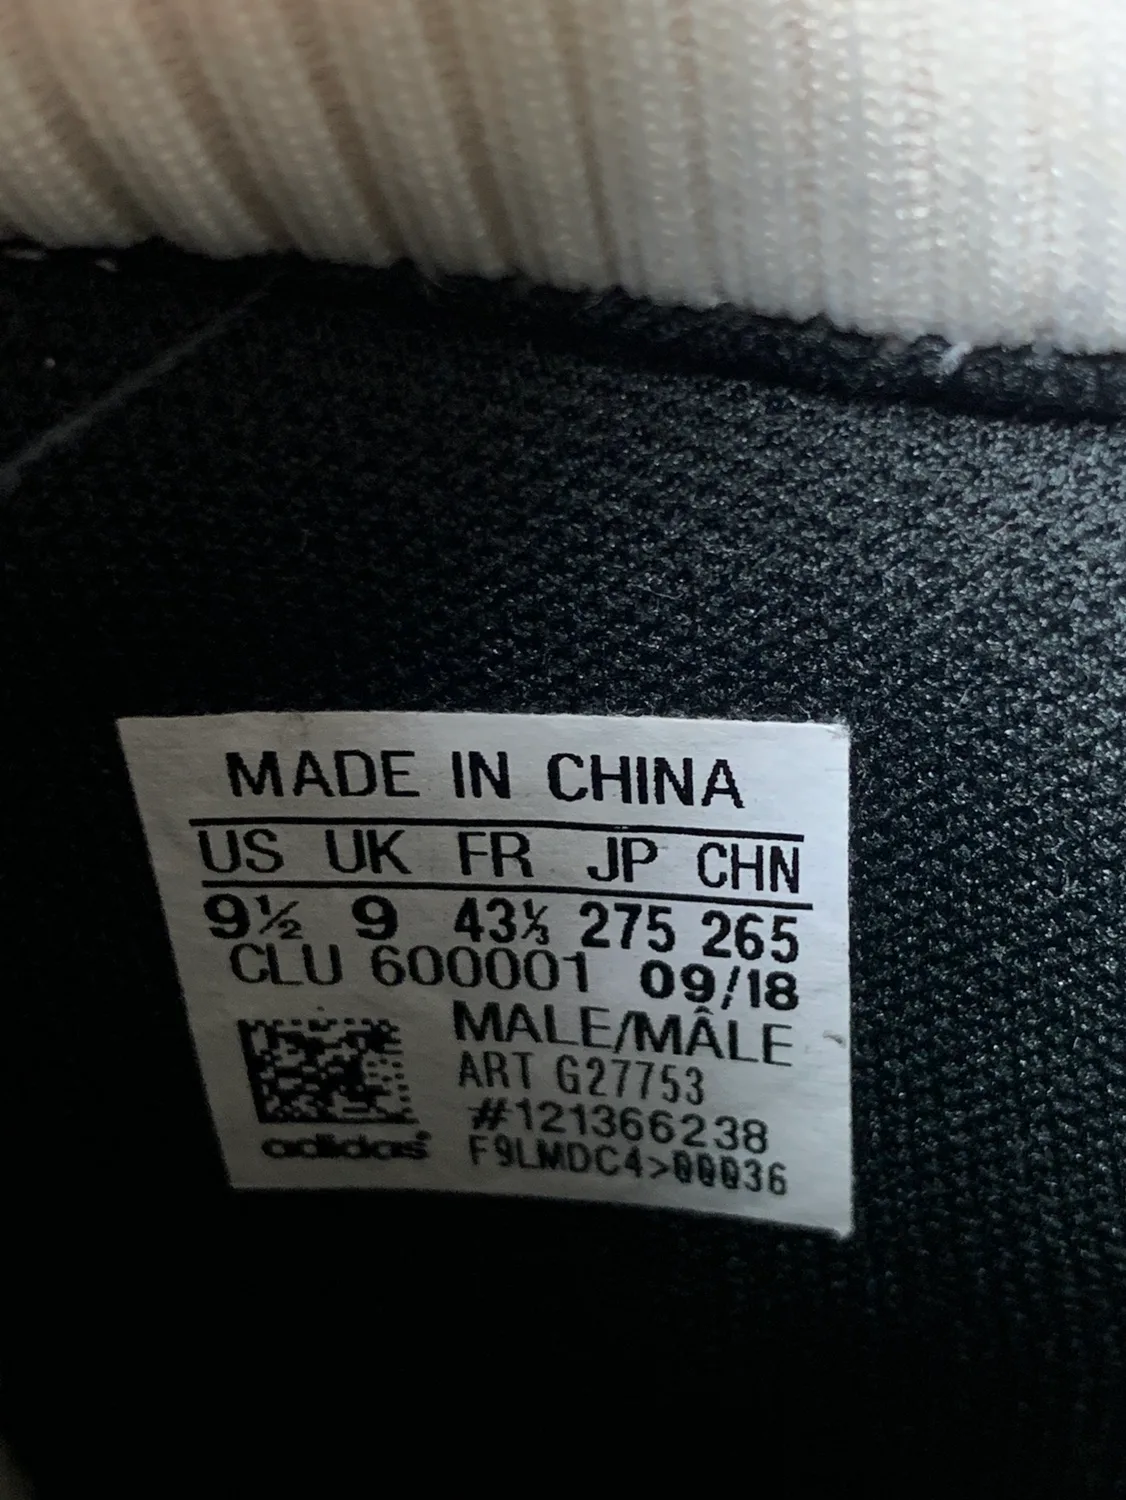 MADE IN CHINA
US UK FR JP CHN
9½ 9 43⅓ 275 265
CLU 600001 09/18
MALE/MÂLE
ART G27753
#121366238
F9LMDC4>00036
adidas